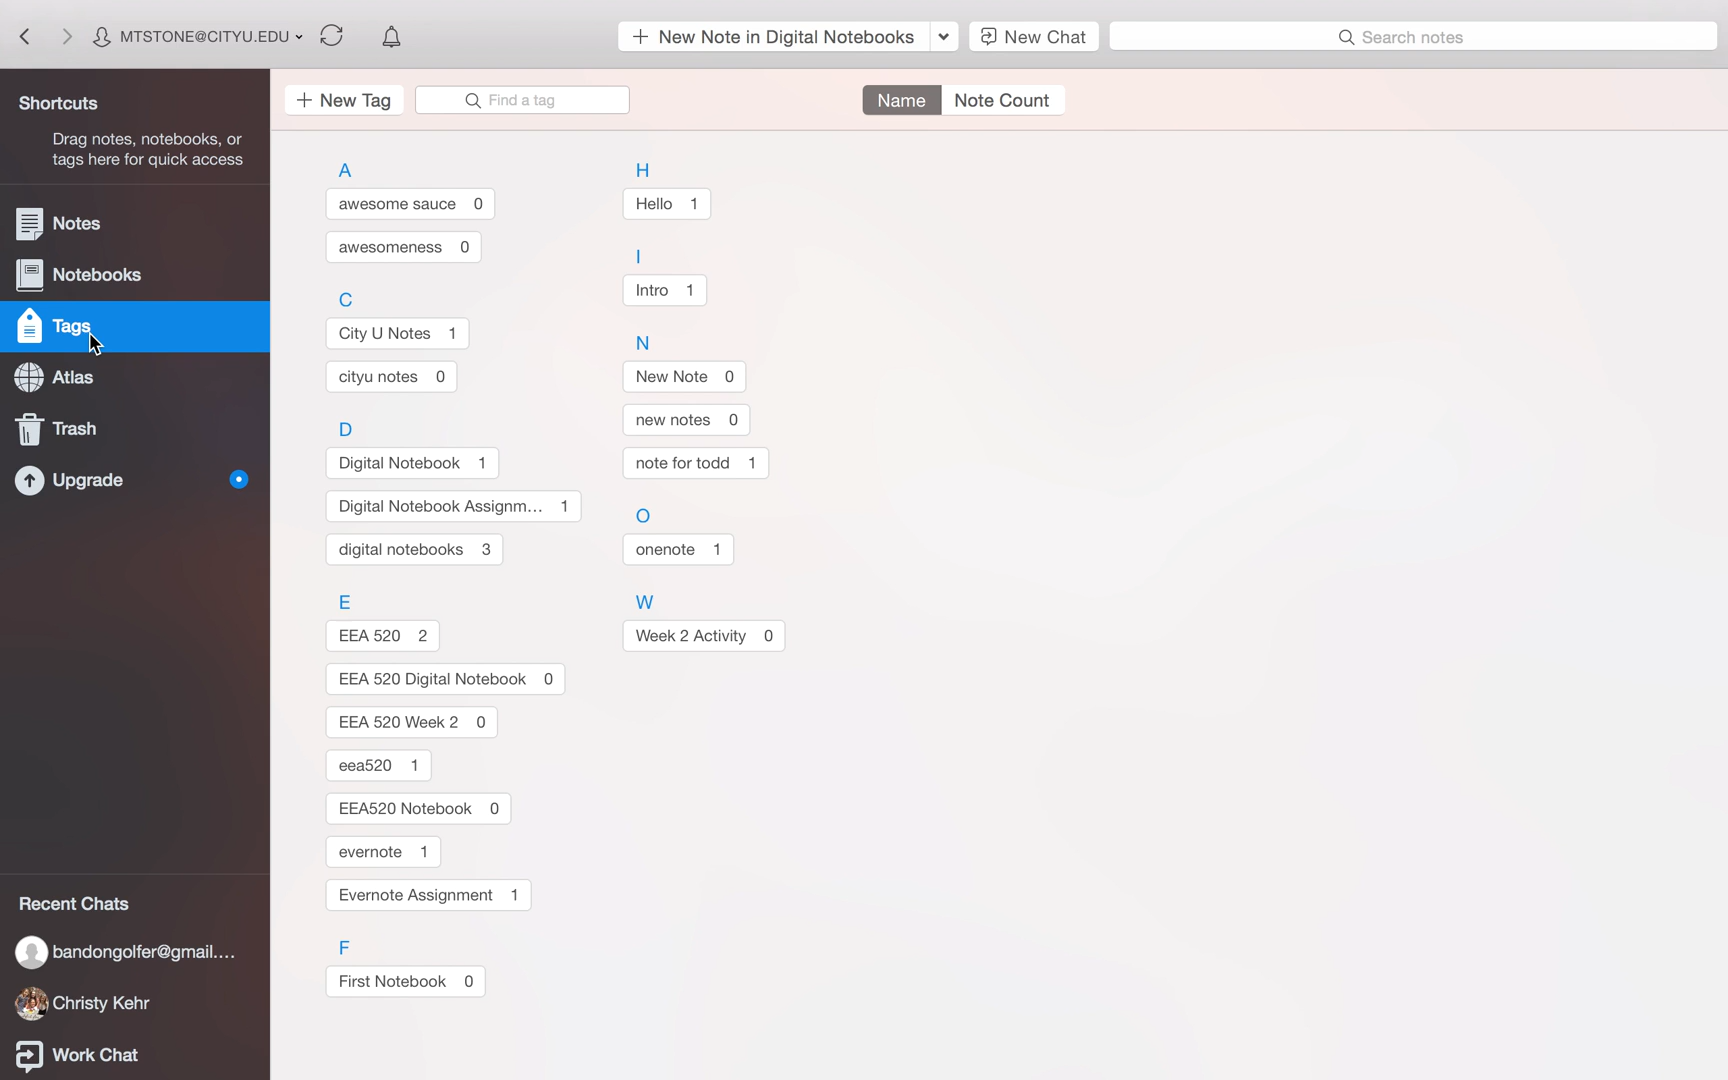 MTSTONE@CITYU.EDU
+ New Note in Digital Notebooks
New Chat
Search notes
Shortcuts
Drag notes, notebooks, or
tags here for quick access
Notes
Notebooks
Tags
Atlas
Trash
Upgrade
Recent Chats
bandongolfer@gmail....
Christy Kehr
Work Chat
+ New Tag
Find a tag
Name
Note Count
A
awesome sauce 0
awesomeness 0
C
City U Notes 1
cityu notes 0
D
Digital Notebook 1
Digital Notebook Assignm... 1
digital notebooks 3
E
EEA 520 2
EEA 520 Digital Notebook 0
EEA 520 Week 2 0
eea520 1
EEA520 Notebook 0
evernote 1
Evernote Assignment 1
F
First Notebook 0
H
Hello 1
I
Intro 1
N
New Note 0
new notes 0
note for todd 1
O
onenote 1
W
Week 2 Activity 0